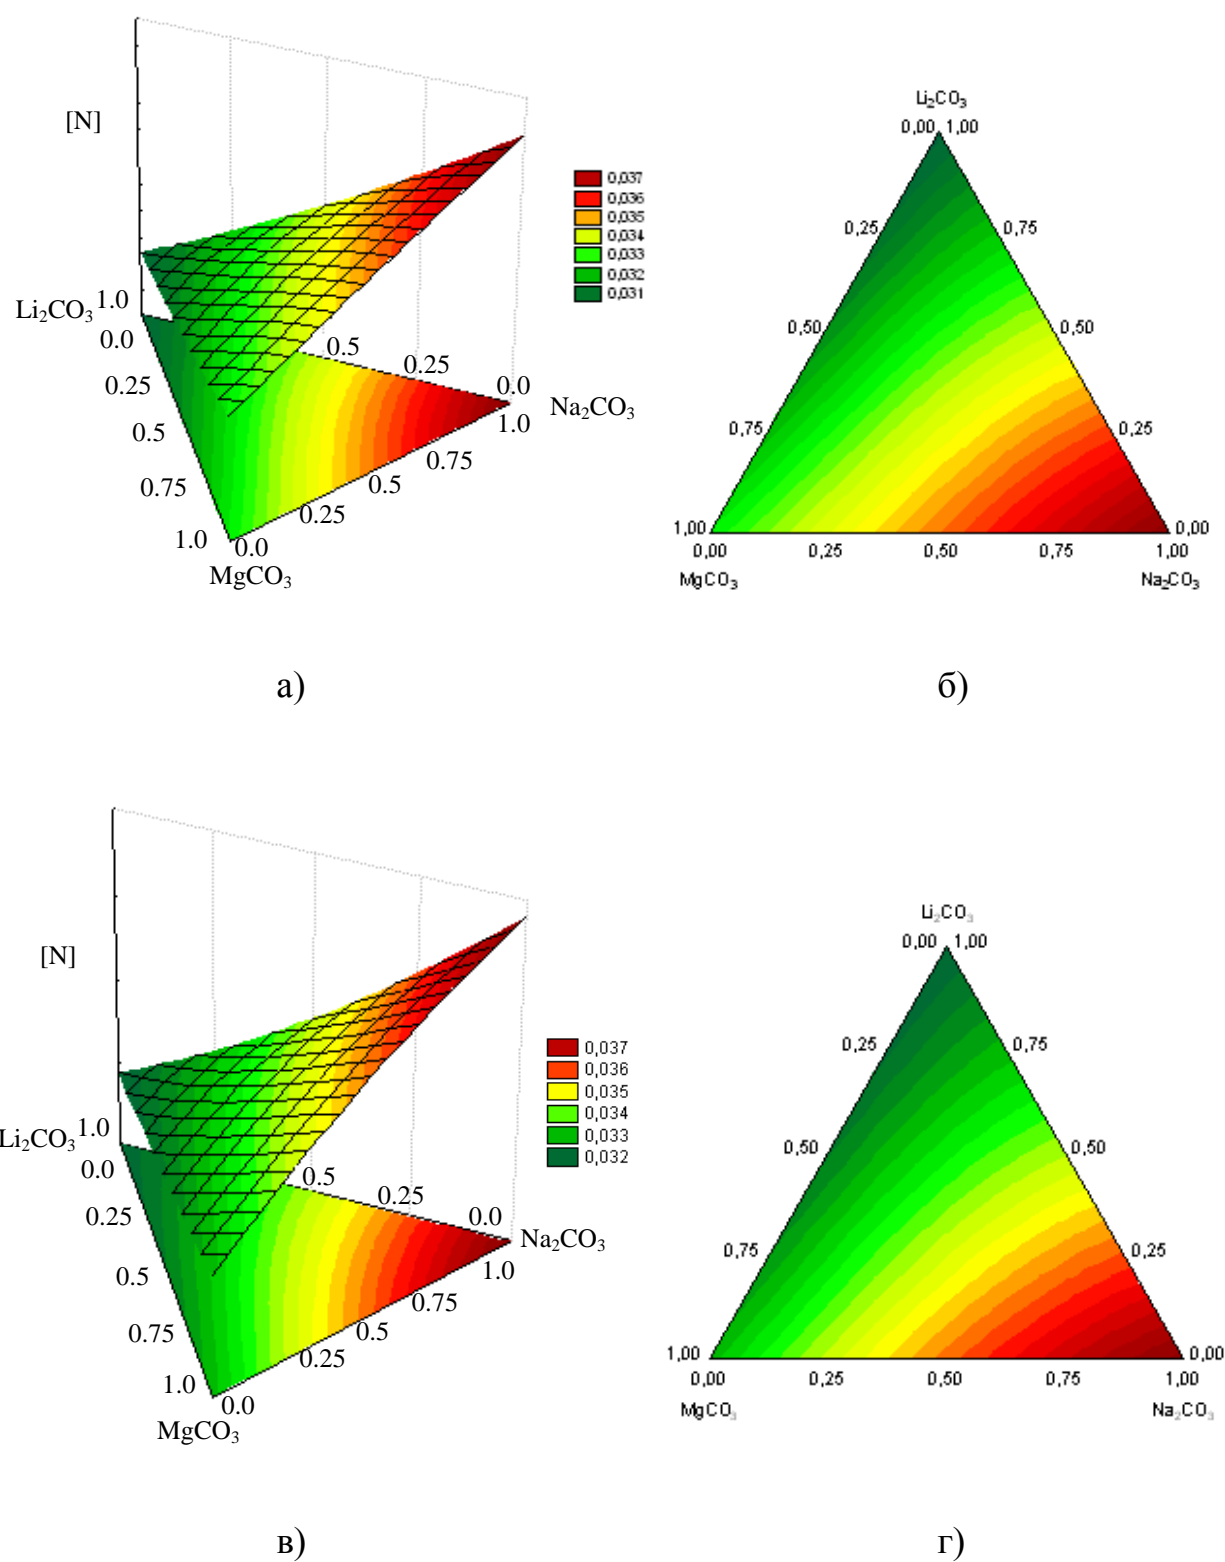 [N]
Li₂CO₃ 1.0
0.0
0.25
0.5
0.75
1.0
0.0
MgCO₃
0.25
0.5
0.75
1.0
0.5
0.25
0.0
Na₂CO₃
0,037
0,036
0,035
0,034
0,033
0,032
0,031
а)
Li₂CO₃
0,00 1,00
0,25 0,75
0,50 0,50
0,75 0,25
1,00 0,00
0,00 0,25 0,50 0,75 1,00
MgCO₃ Na₂CO₃
б)
[N]
Li₂CO₃ 1.0
0.0
0.25
0.5
0.75
1.0
0.0
MgCO₃
0.25
0.5
0.75
1.0
0.5
0.25
0.0
Na₂CO₃
0,037
0,036
0,035
0,034
0,033
0,032
в)
Li₂CO₃
0,00 1,00
0,25 0,75
0,50 0,50
0,75 0,25
1,00 0,00
0,00 0,25 0,50 0,75 1,00
MgCO₃ Na₂CO₃
г)